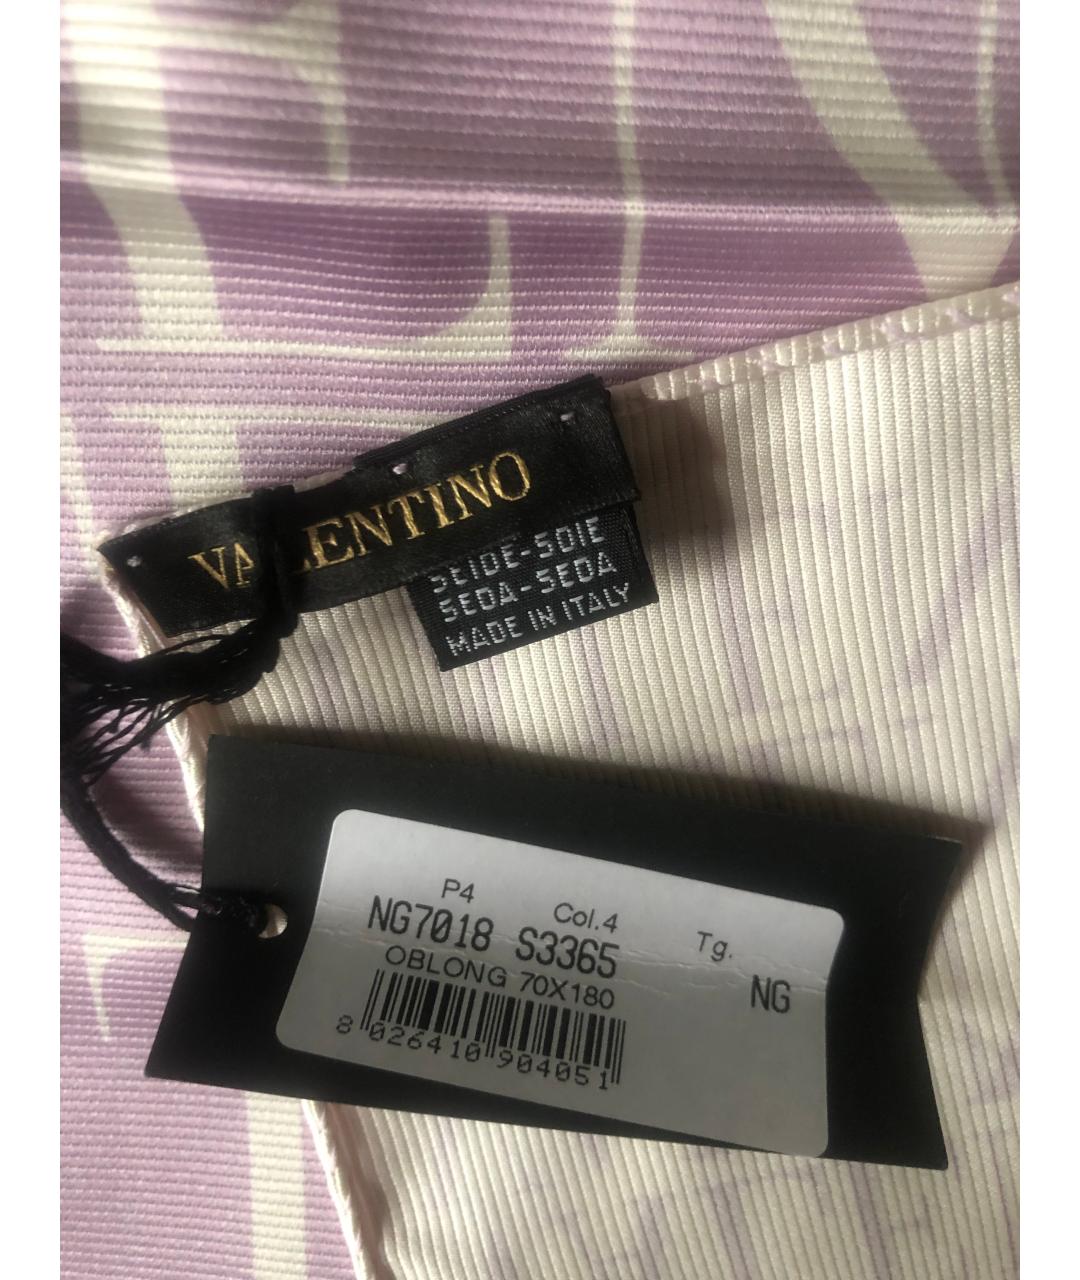 VALENTINO
SEIDE-SOIE
SEDA-SEDA
MADE IN ITALY
P4 Col.4 Tg.
NG7018 S3365 NG
OBLONG 70X180
8 026410 904051